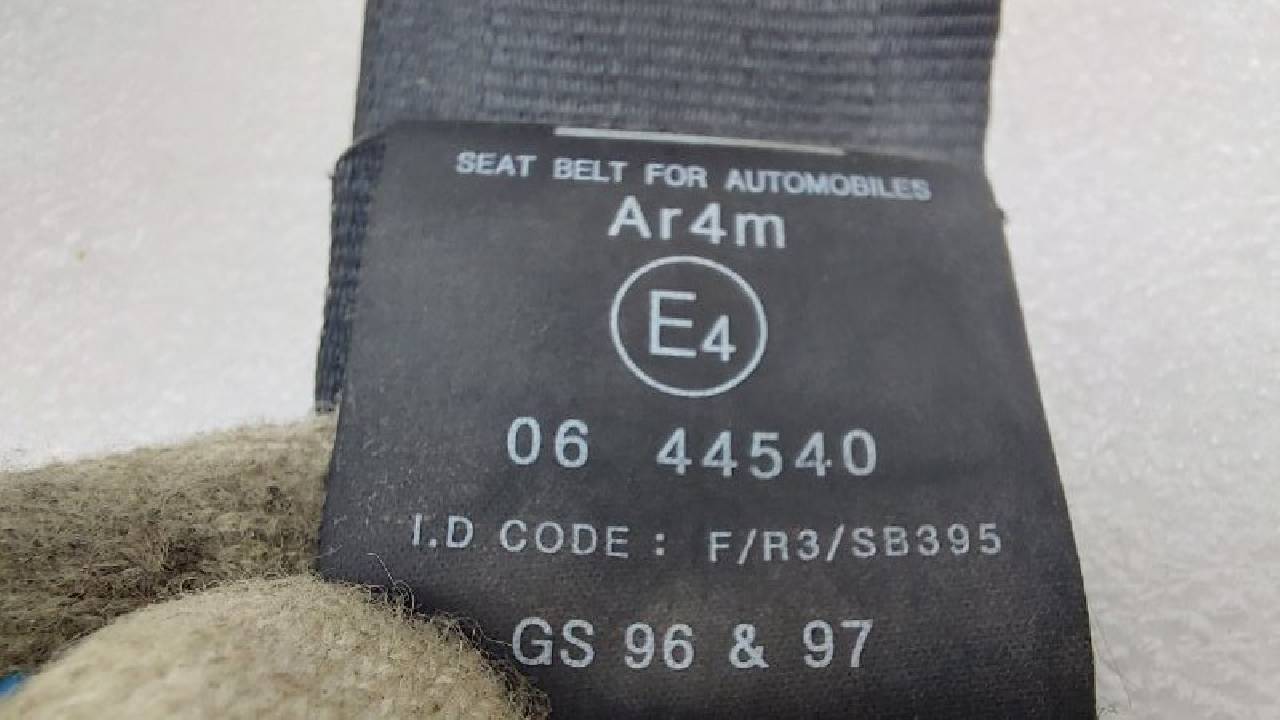 SEAT BELT FOR AUTOMOBILES
Ar4m
E4
06 44540
I.D CODE : F/R3/SB395
GS 96 & 97